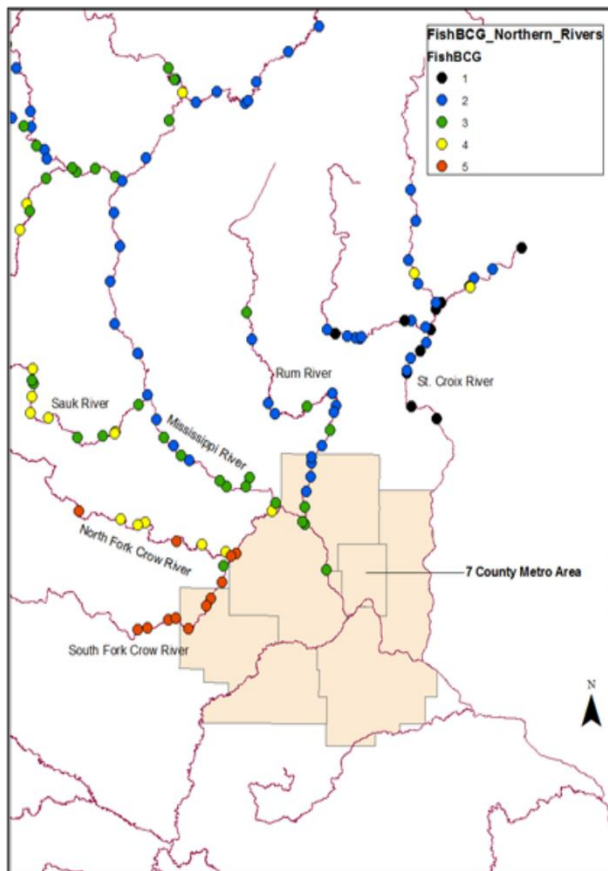 FishBCG_Northern_Rivers
FishBCG
1
2
3
4
5
Rum River
St. Croix River
Sauk River
Mississippi River
North Fork Crow River
7 County Metro Area
South Fork Crow River
N